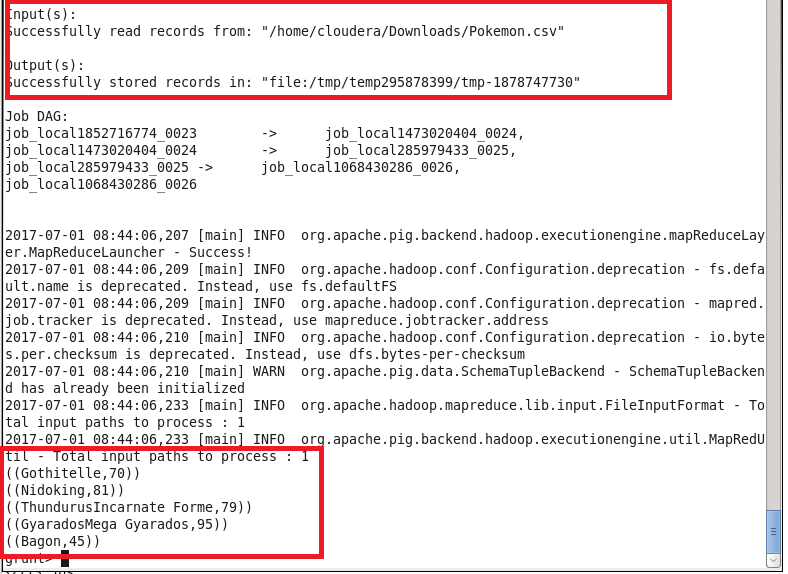 Input(s):
Successfully read records from: "/home/cloudera/Downloads/Pokemon.csv"
Output(s):
Successfully stored records in: "file:/tmp/temp295878399/tmp-1878747730"
Job DAG:
job_local1852716774_0023 -> job_local1473020404_0024,
job_local1473020404_0024 -> job_local285979433_0025,
job_local285979433_0025 -> job_local1068430286_0026,
job_local1068430286_0026
2017-07-01 08:44:06,207 [main] INFO org.apache.pig.backend.hadoop.executionengine.mapReduceLay
er.MapReduceLauncher - Success!
2017-07-01 08:44:06,209 [main] INFO org.apache.hadoop.conf.Configuration.deprecation - fs.defa
ult.name is deprecated. Instead, use fs.defaultFS
2017-07-01 08:44:06,209 [main] INFO org.apache.hadoop.conf.Configuration.deprecation - mapred.
job.tracker is deprecated. Instead, use mapreduce.jobtracker.address
2017-07-01 08:44:06,210 [main] INFO org.apache.hadoop.conf.Configuration.deprecation - io.byte
s.per.checksum is deprecated. Instead, use dfs.bytes-per-checksum
2017-07-01 08:44:06,210 [main] WARN org.apache.pig.data.SchemaTupleBackend - SchemaTupleBacken
d has already been initialized
2017-07-01 08:44:06,233 [main] INFO org.apache.hadoop.mapreduce.lib.input.FileInputFormat - To
tal input paths to process : 1
2017-07-01 08:44:06,233 [main] INFO org.apache.pig.backend.hadoop.executionengine.util.MapRedU
til - Total input paths to process : 1
((Gothitelle,70))
((Nidoking,81))
((ThundurusIncarnate Forme,79))
((GyaradosMega Gyarados,95))
((Bagon,45))
grunt>